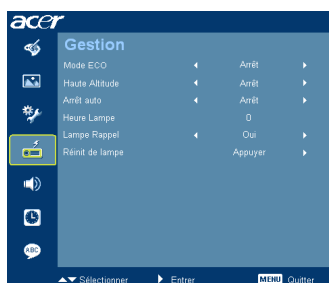 acer
Gestion
Mode ECO Arrêt
Haute Altitude Arrêt
Arrêt auto Arrêt
Heure Lampe 0
Lampe Rappel Oui
Réinit de lampe Appuyer
ABC
Sélectionner Entrer MENU Quitter